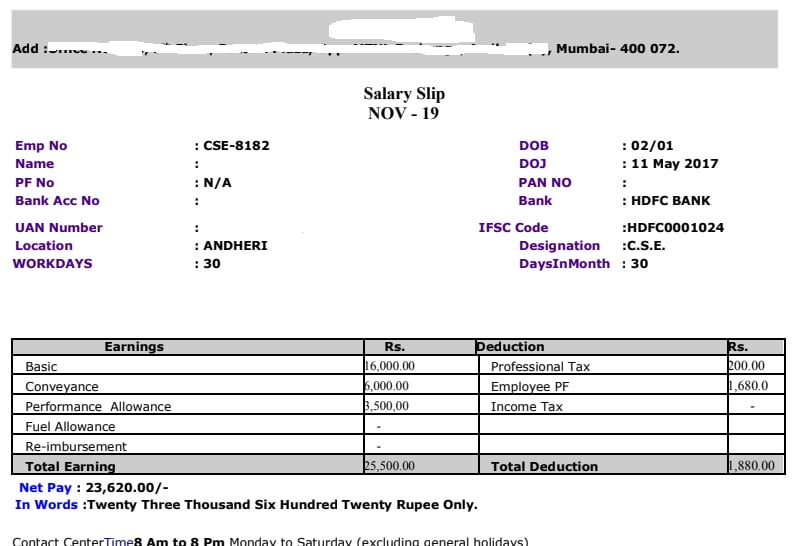 Add : Mumbai- 400 072.
Salary Slip
NOV - 19
Emp No : CSE-8182 DOB : 02/01
Name : DOJ : 11 May 2017
PF No : N/A PAN NO :
Bank Acc No : Bank : HDFC BANK
UAN Number : IFSC Code :HDFC0001024
Location : ANDHERI Designation :C.S.E.
WORKDAYS : 30 DaysInMonth : 30
Earnings Rs. Deduction Rs.
Basic 16,000.00 Professional Tax 200.00
Conveyance 6,000.00 Employee PF 1,680.0
Performance Allowance 3,500,00 Income Tax -
Fuel Allowance -
Re-imbursement -
Total Earning 25,500.00 Total Deduction 1,880.00
Net Pay : 23,620.00/-
In Words :Twenty Three Thousand Six Hundred Twenty Rupee Only.
Contact CenterTime8 Am to 8 Pm Monday to Saturday (excluding general holidays)